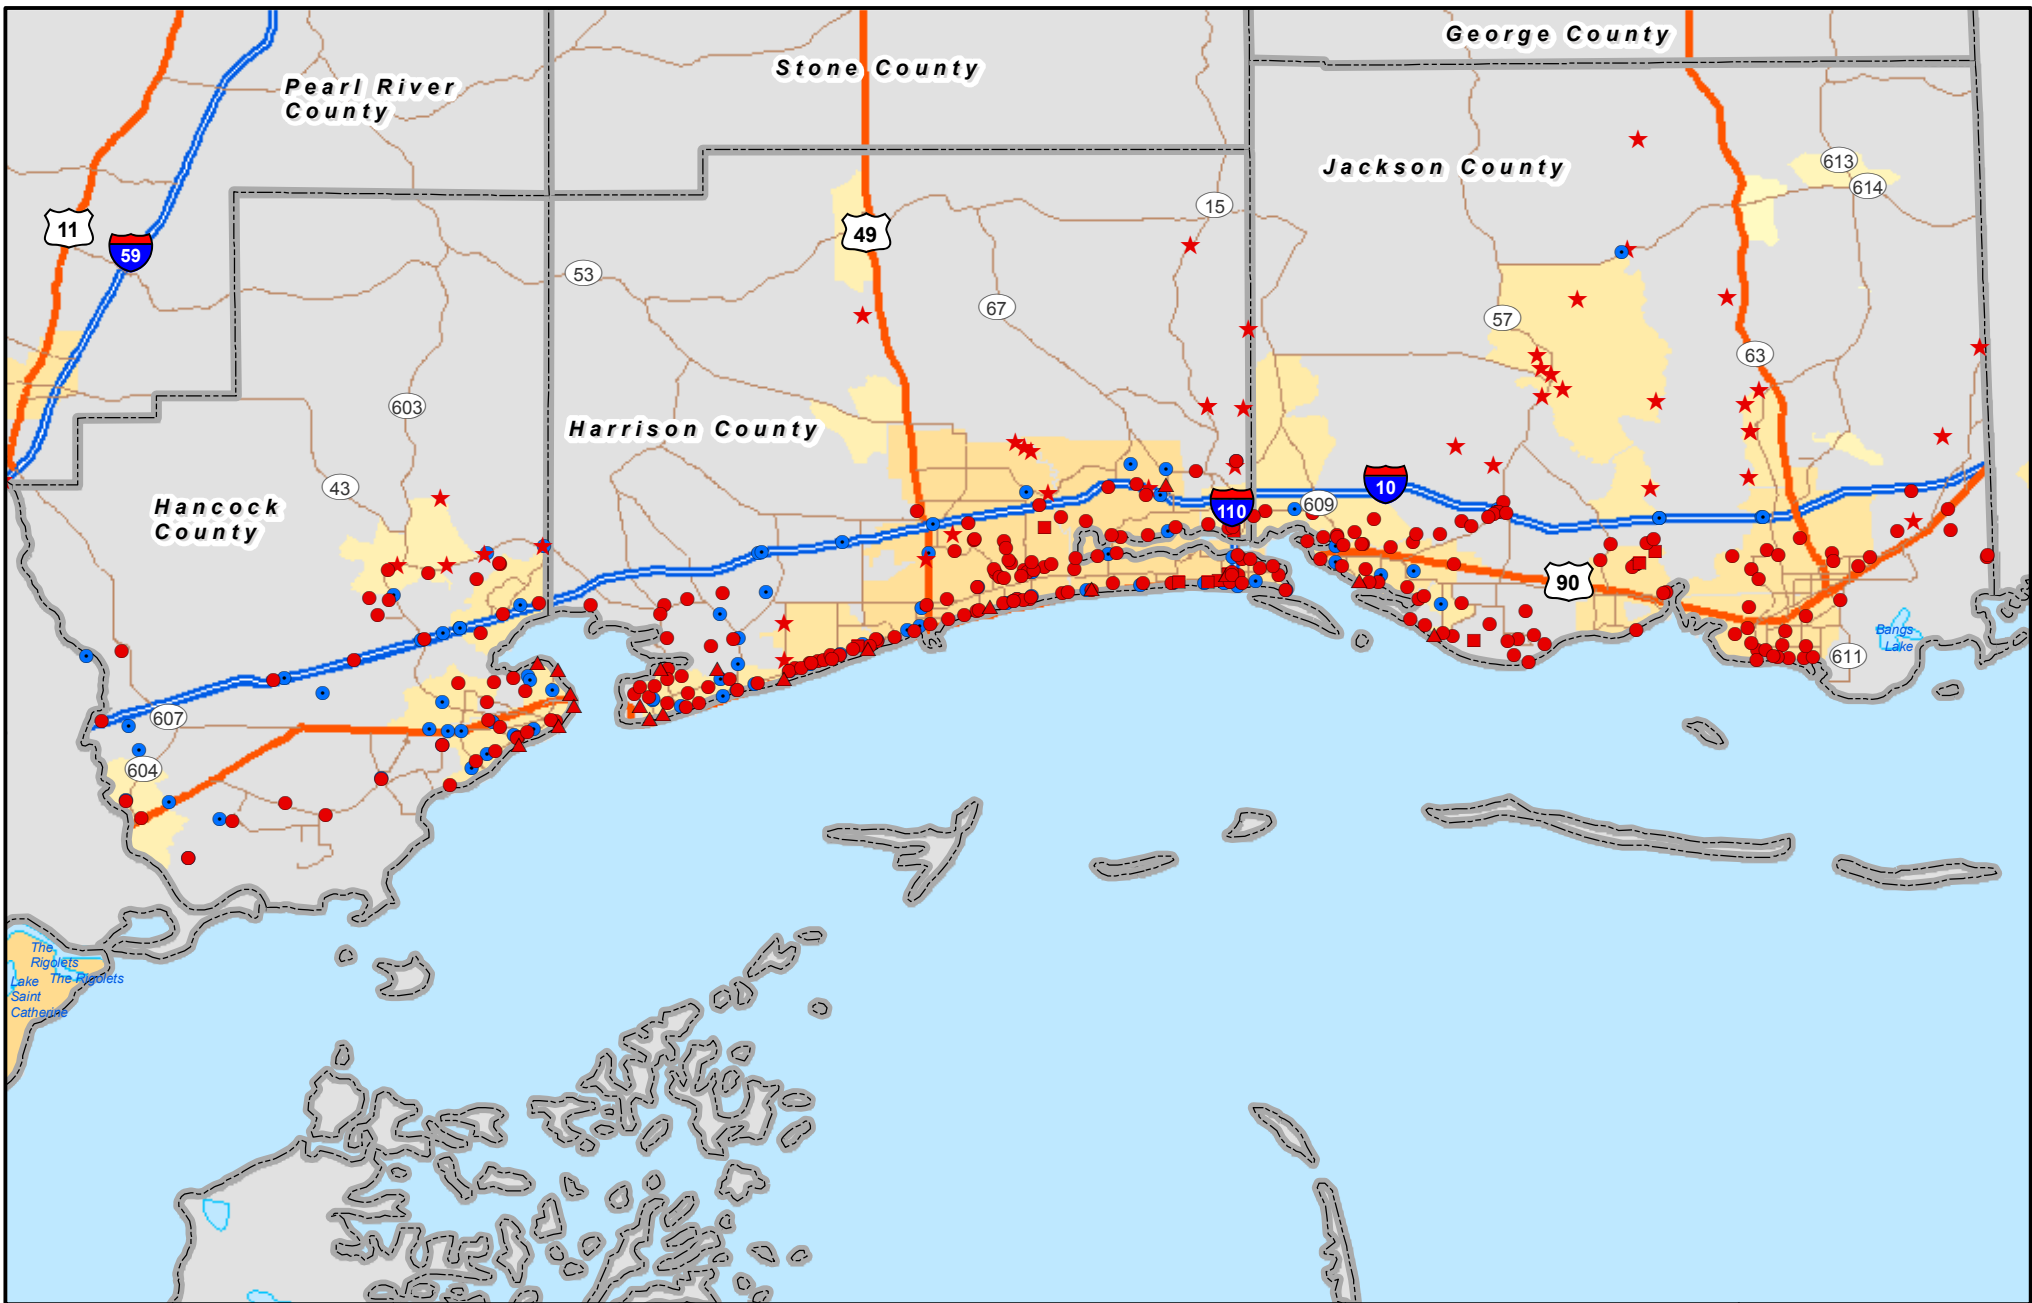 George County
Stone County
Pearl River
County
Jackson County
613
614
15
11
59
49
53
67
57
63
603
Harrison County
43
Hancock
County
10
110
609
90
Bangs
Lake
611
607
604
The
Rigolets
The Rigolets
Lake
Saint
Catherine